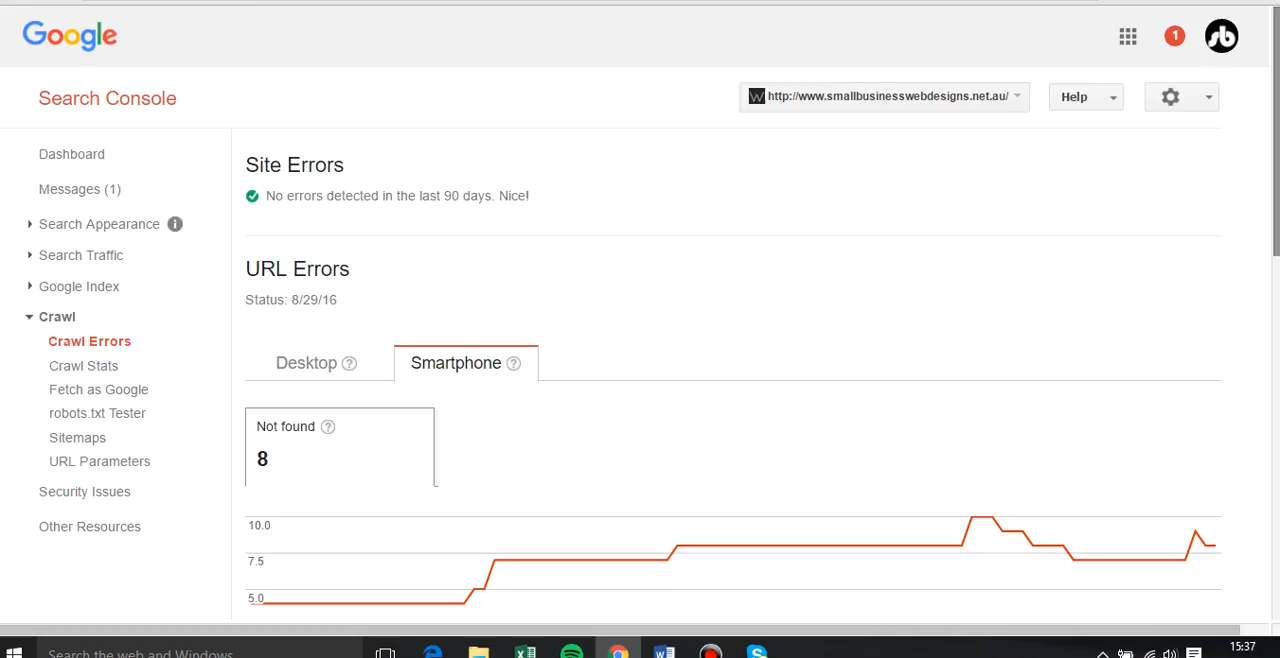 Google
1
sb
Search Console
W http://www.smallbusinesswebdesigns.net.au/
Help
Dashboard
Messages (1)
Search Appearance i
Search Traffic
Google Index
Crawl
Crawl Errors
Crawl Stats
Fetch as Google
robots.txt Tester
Sitemaps
URL Parameters
Security Issues
Other Resources
Site Errors
No errors detected in the last 90 days. Nice!
URL Errors
Status: 8/29/16
Desktop ?
Smartphone ?
Not found ?
8
10.0
7.5
5.0
Search the web and Windows
15:37